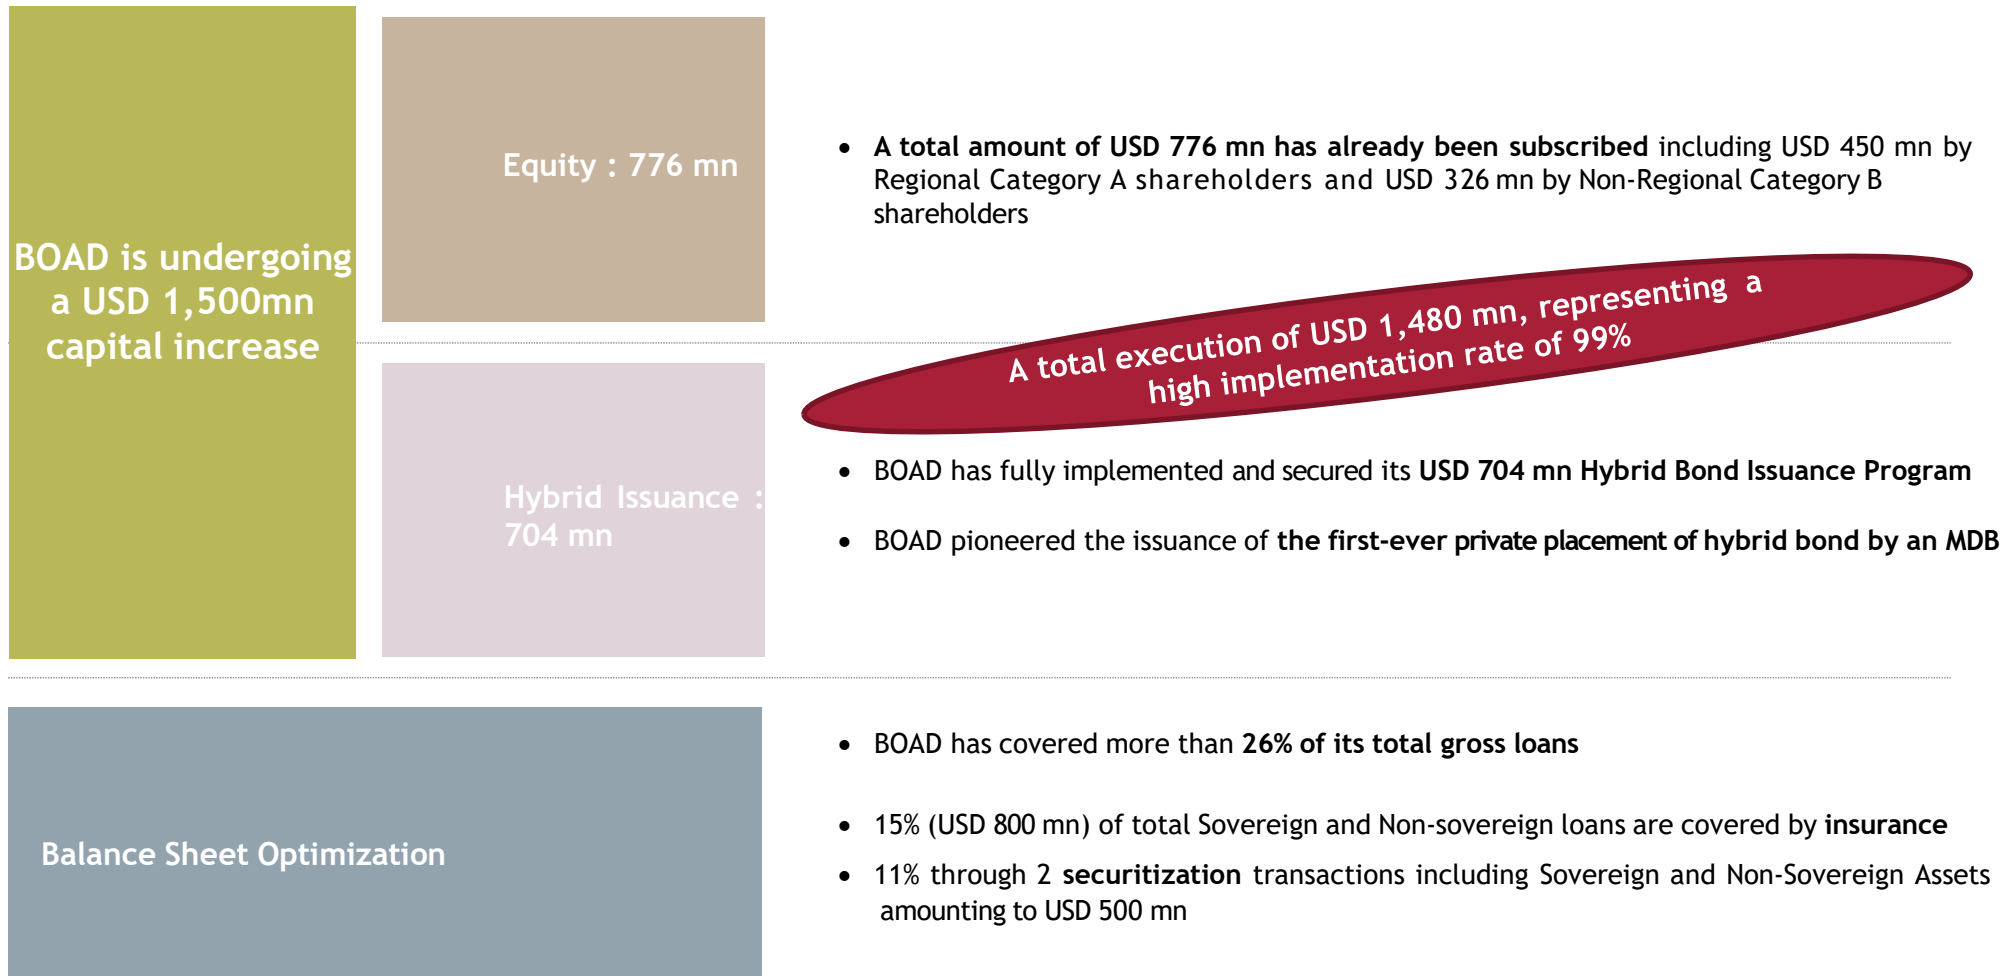 BOAD is undergoing
a USD 1,500mn
capital increase
Equity : 776 mn
• A total amount of USD 776 mn has already been subscribed including USD 450 mn by
Regional Category A shareholders and USD 326 mn by Non-Regional Category B
shareholders
A total execution of USD 1,480 mn, representing a
high implementation rate of 99%
Hybrid Issuance :
704 mn
• BOAD has fully implemented and secured its USD 704 mn Hybrid Bond Issuance Program
• BOAD pioneered the issuance of the first-ever private placement of hybrid bond by an MDB
Balance Sheet Optimization
• BOAD has covered more than 26% of its total gross loans
• 15% (USD 800 mn) of total Sovereign and Non-sovereign loans are covered by insurance
• 11% through 2 securitization transactions including Sovereign and Non-Sovereign Assets
amounting to USD 500 mn